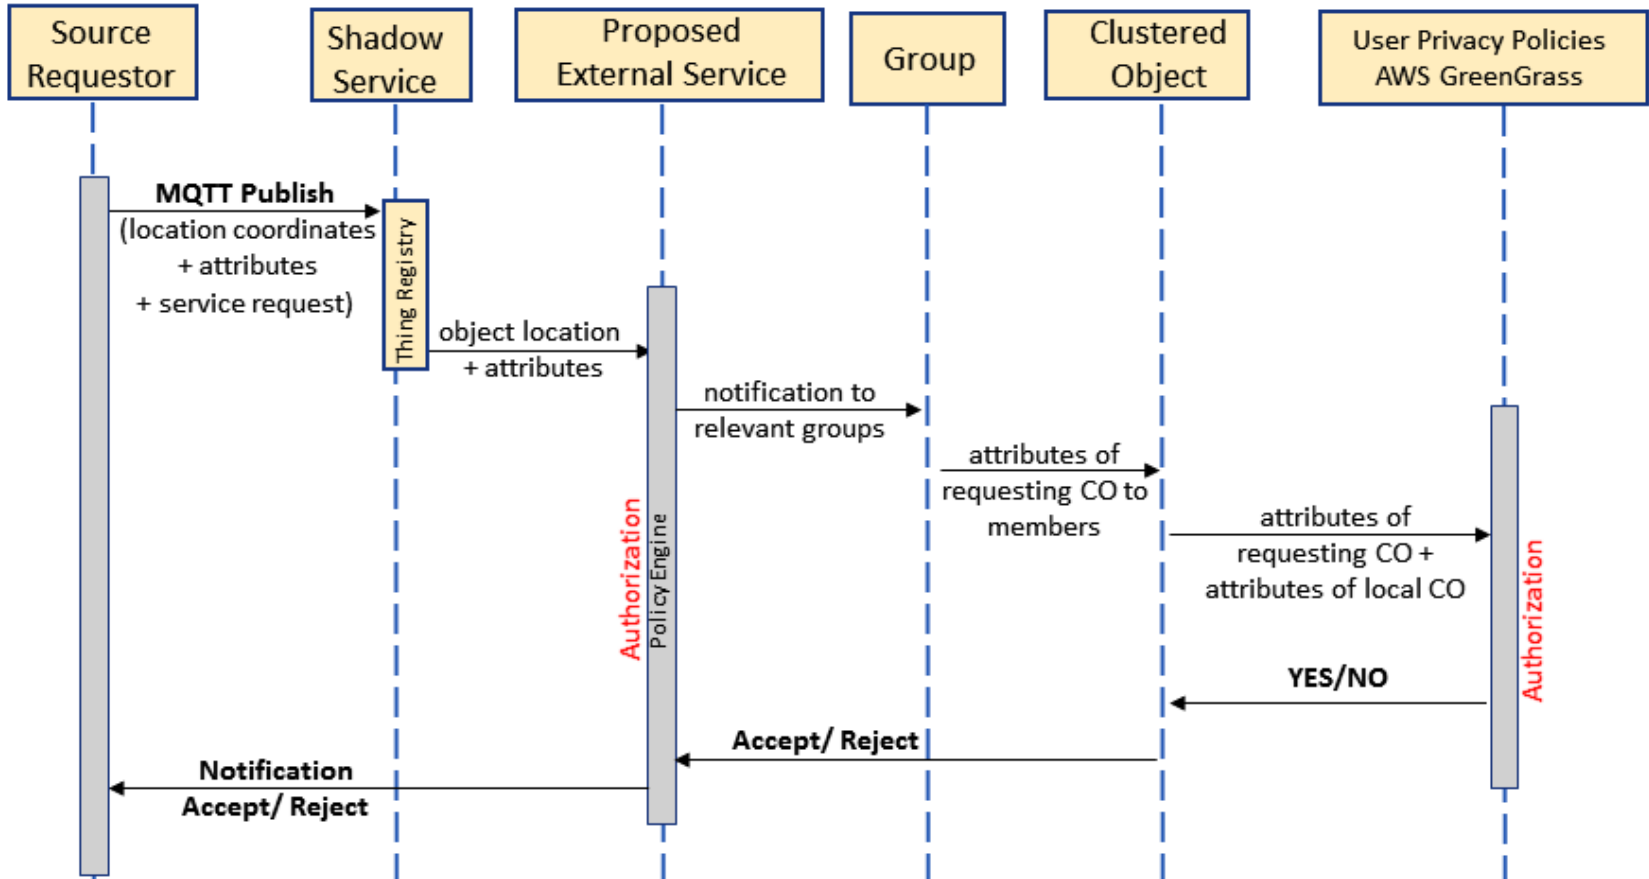 Source
Requestor
Shadow
Service
Proposed
External Service
Group
Clustered
Object
User Privacy Policies
AWS GreenGrass
MQTT Publish
(location coordinates
+ attributes
+ service request)
Thing Registry
object location
+ attributes
notification to
relevant groups
attributes of
requesting CO to
members
attributes of
requesting CO +
attributes of local CO
Authorization
Policy Engine
Authorization
YES/NO
Accept/ Reject
Notification
Accept/ Reject